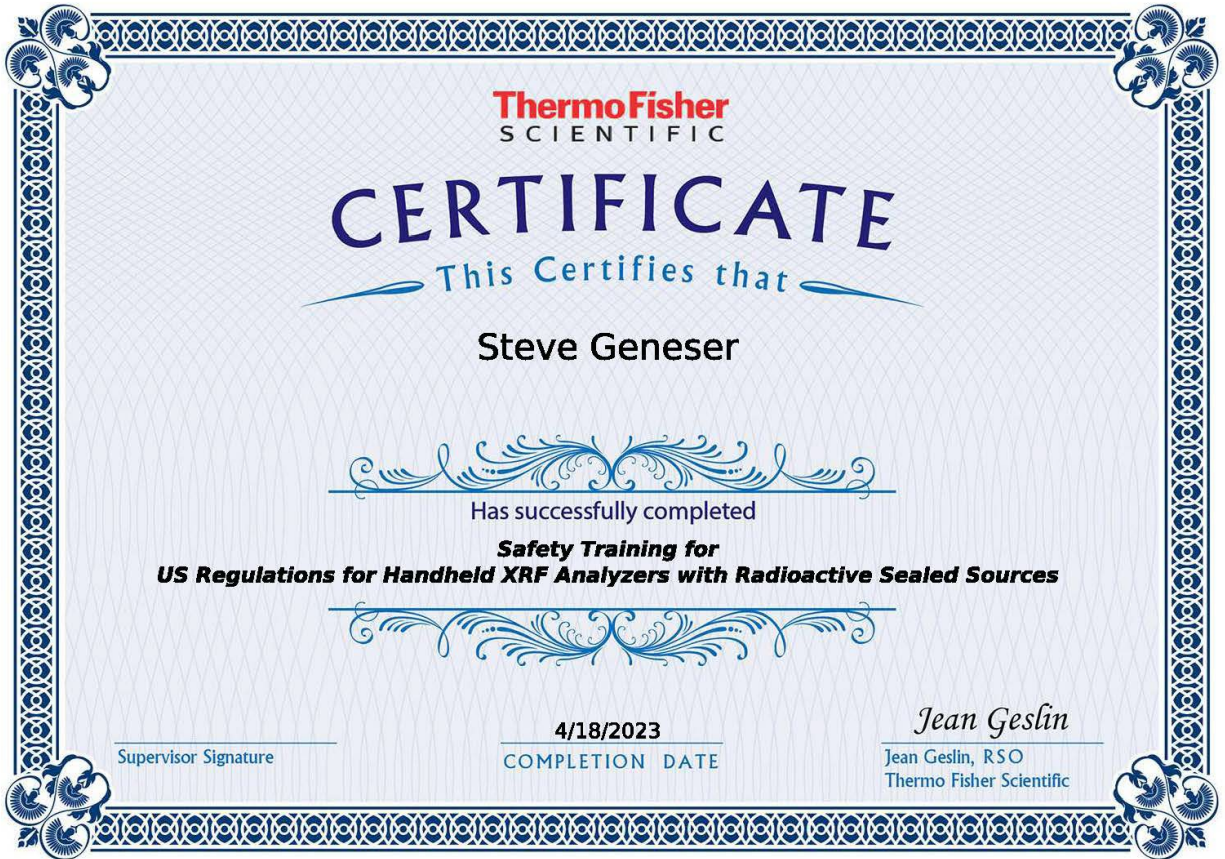 ThermoFisher
SCIENTIFIC
CERTIFICATE
This Certifies that
Steve Geneser
Has successfully completed
Safety Training for
US Regulations for Handheld XRF Analyzers with Radioactive Sealed Sources
4/18/2023
Jean Geslin
Supervisor Signature
COMPLETION DATE
Jean Geslin, RSO
Thermo Fisher Scientific